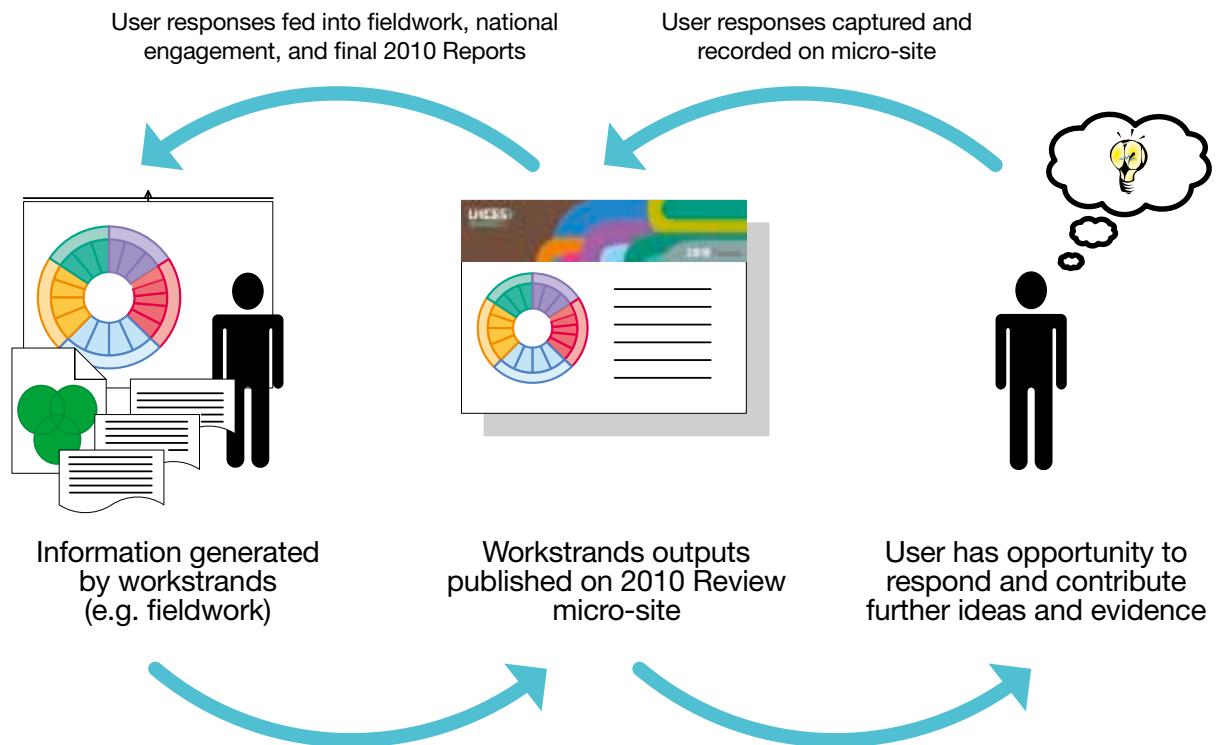 User responses fed into fieldwork, national
engagement, and final 2010 Reports
User responses captured and
recorded on micro-site
UKCES
2010
Information generated
by workstrands
(e.g. fieldwork)
Workstrands outputs
published on 2010 Review
micro-site
User has opportunity to
respond and contribute
further ideas and evidence